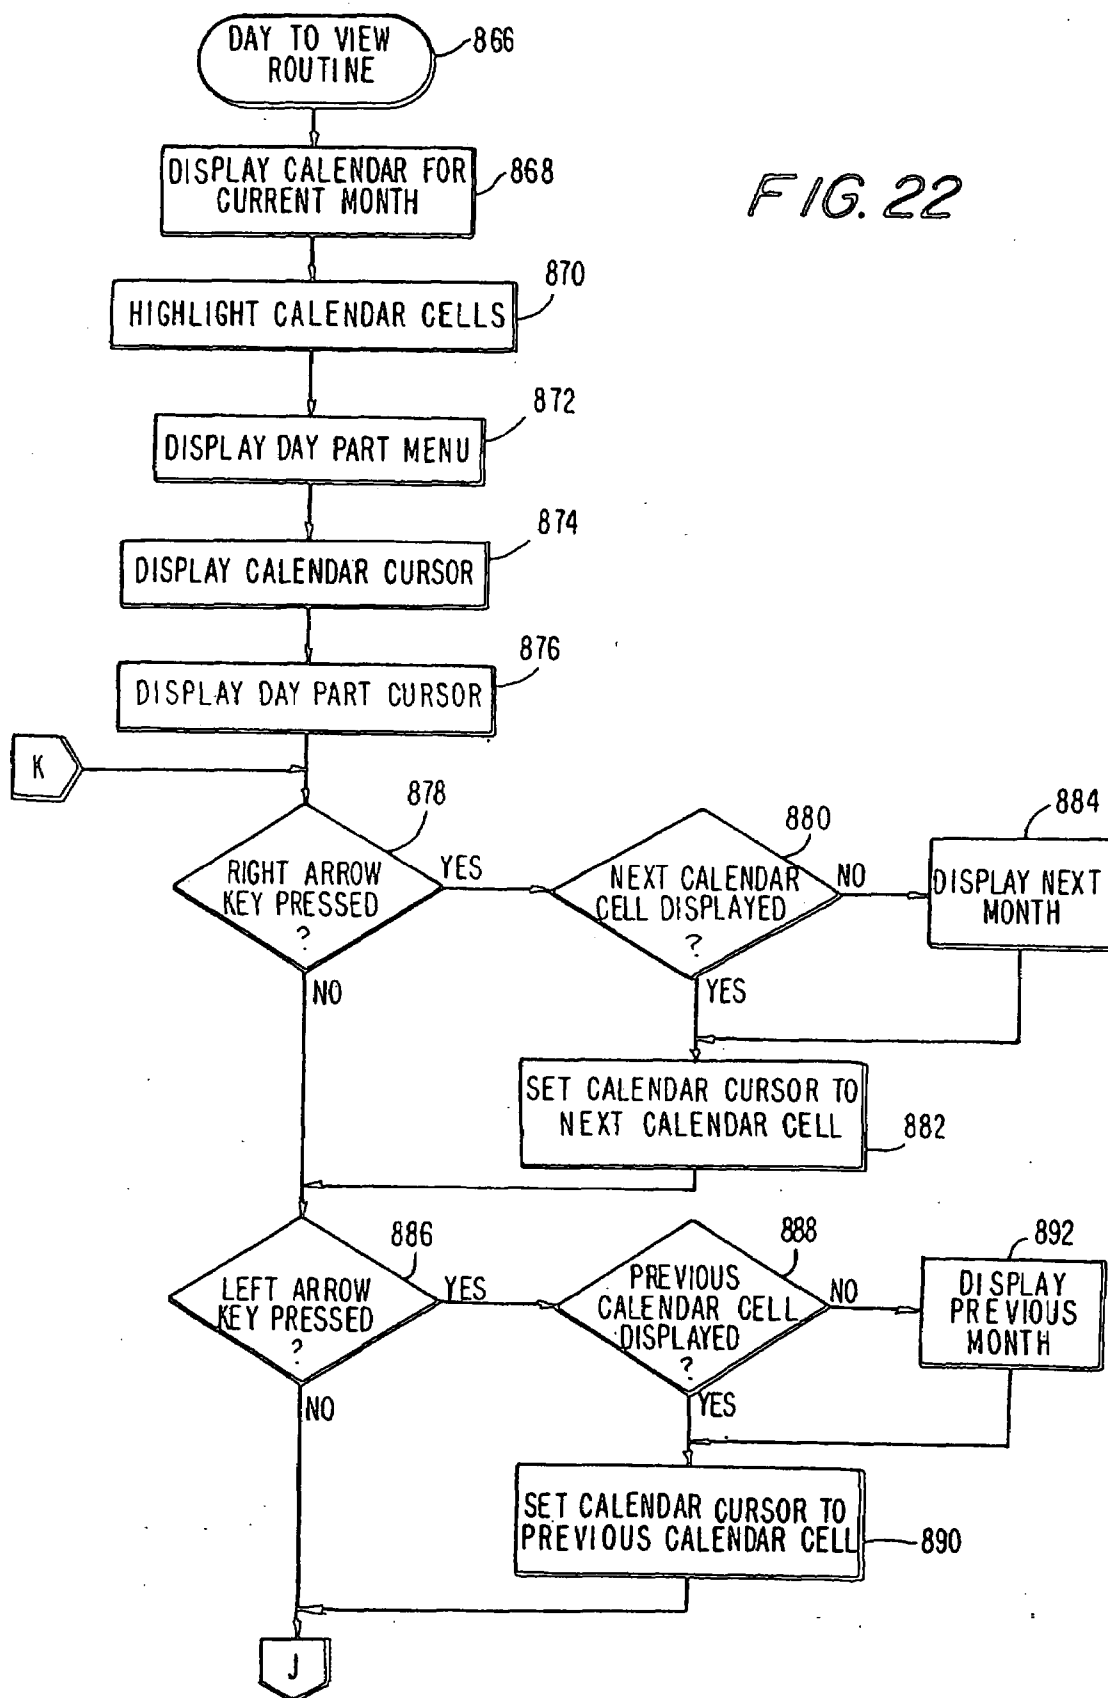 DAY TO VIEW
ROUTINE
866
DISPLAY CALENDAR FOR
CURRENT MONTH
868
FIG. 22
870
HIGHLIGHT CALENDAR CELLS
872
DISPLAY DAY PART MENU
874
DISPLAY CALENDAR CURSOR
876
DISPLAY DAY PART CURSOR
K
878
RIGHT ARROW
KEY PRESSED
?
YES
NO
880
NEXT CALENDAR
CELL DISPLAYED
?
NO
YES
884
DISPLAY NEXT
MONTH
SET CALENDAR CURSOR TO
NEXT CALENDAR CELL
882
886
LEFT ARROW
KEY PRESSED
?
YES
NO
888
PREVIOUS
CALENDAR CELL
DISPLAYED
?
NO
YES
892
DISPLAY
PREVIOUS
MONTH
SET CALENDAR CURSOR TO
PREVIOUS CALENDAR CELL
890
J